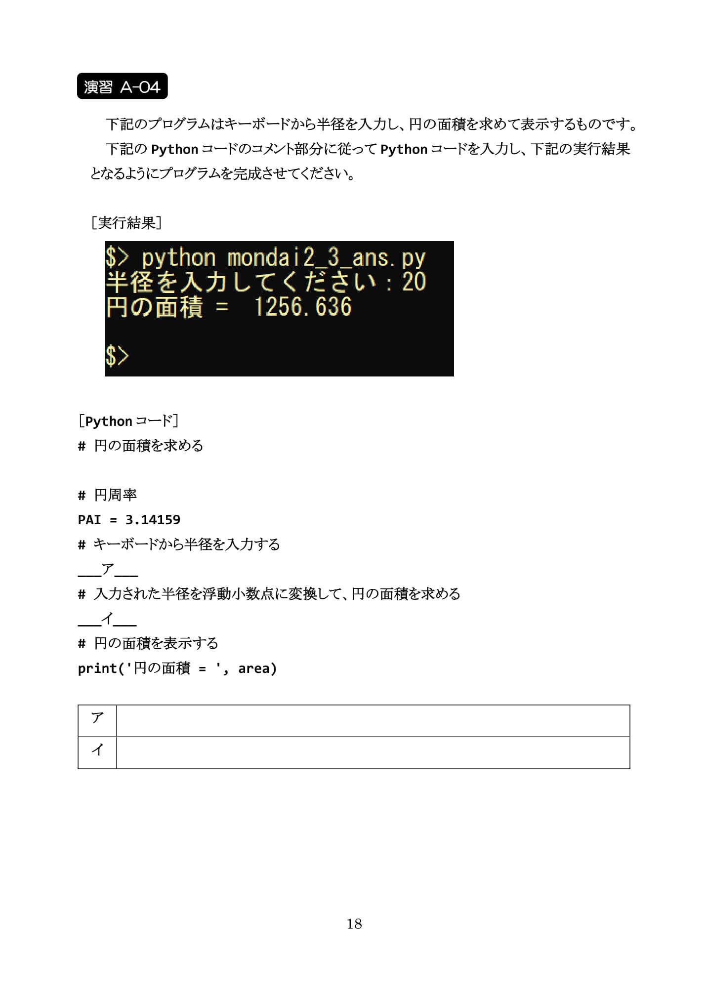 演習 A-04
下記のプログラムはキーボードから半径を入力し、円の面積を求めて表示するものです。
下記の Python コードのコメント部分に従って Python コードを入力し、下記の実行結果
となるようにプログラムを完成させてください。
［実行結果］
$> python mondai2_3_ans.py
半径を入力してください：20
円の面積 =  1256.636
$>
［Python コード］
# 円の面積を求める
# 円周率
PAI = 3.14159
# キーボードから半径を入力する
___ア___
# 入力された半径を浮動小数点に変換して、円の面積を求める
___イ___
# 円の面積を表示する
print('円の面積 = ', area)
ア
イ
18